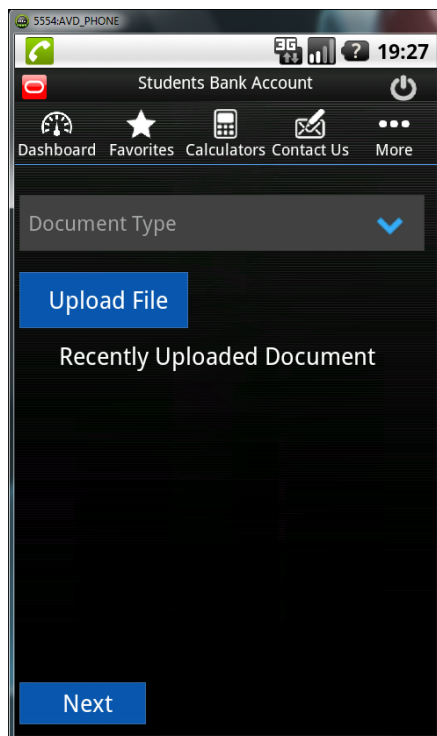 5554:AVD_PHONE
3G ? 19:27
Students Bank Account
Dashboard Favorites Calculators Contact Us More
Document Type
Upload File
Recently Uploaded Document
Next